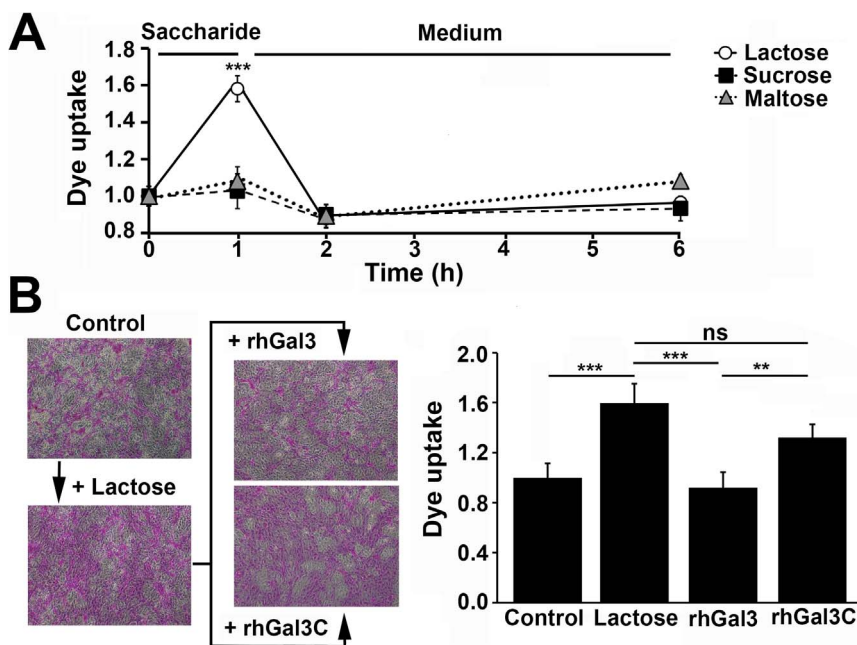 A
Saccharide Medium
***
Lactose
Sucrose
Maltose
Dye uptake
1.8
1.6
1.4
1.2
1.0
0.8
0 1 2 3 4 5 6
Time (h)
B
Control
+ Lactose
+ rhGal3
+ rhGal3C
ns
*** *** **
Dye uptake
2.0
1.6
1.2
0.8
0.4
0.0
Control Lactose rhGal3 rhGal3C